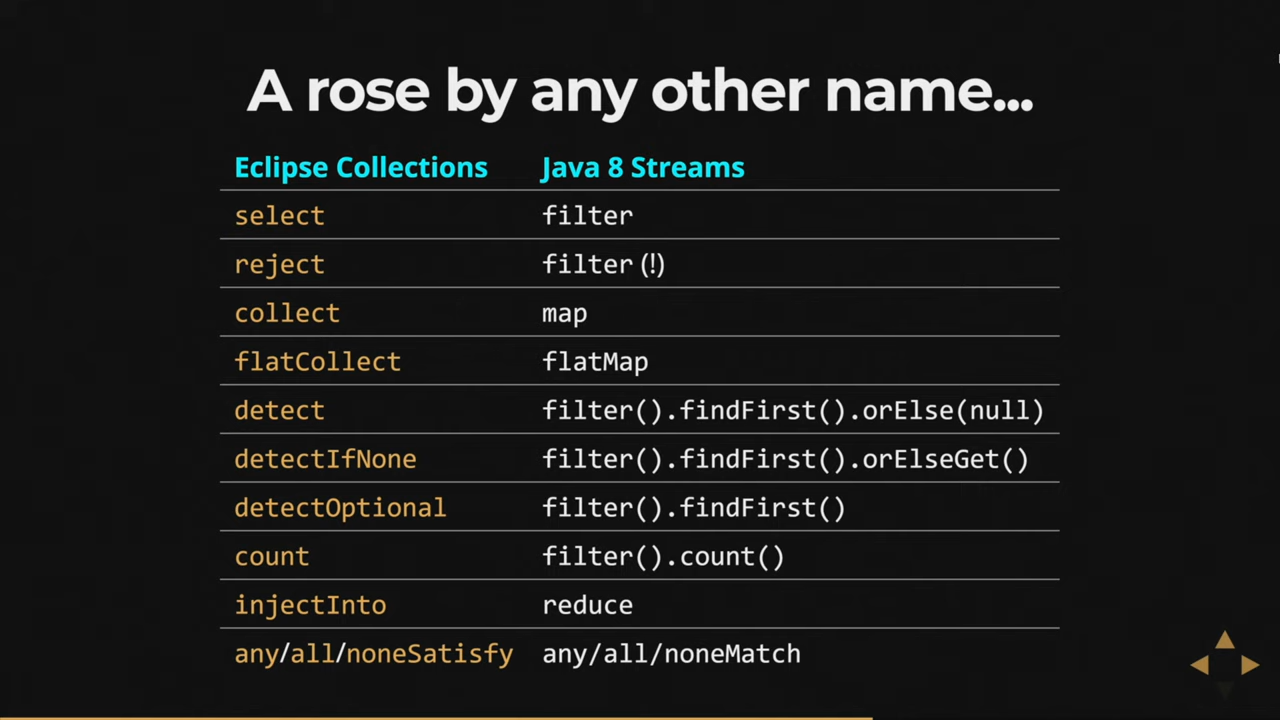 A rose by any other name...
Eclipse Collections Java 8 Streams
select filter
reject filter (!)
collect map
flatCollect flatMap
detect filter().findFirst().orElse(null)
detectIfNone filter().findFirst().orElseGet()
detectOptional filter().findFirst()
count filter().count()
injectInto reduce
any/all/noneSatisfy any/all/noneMatch